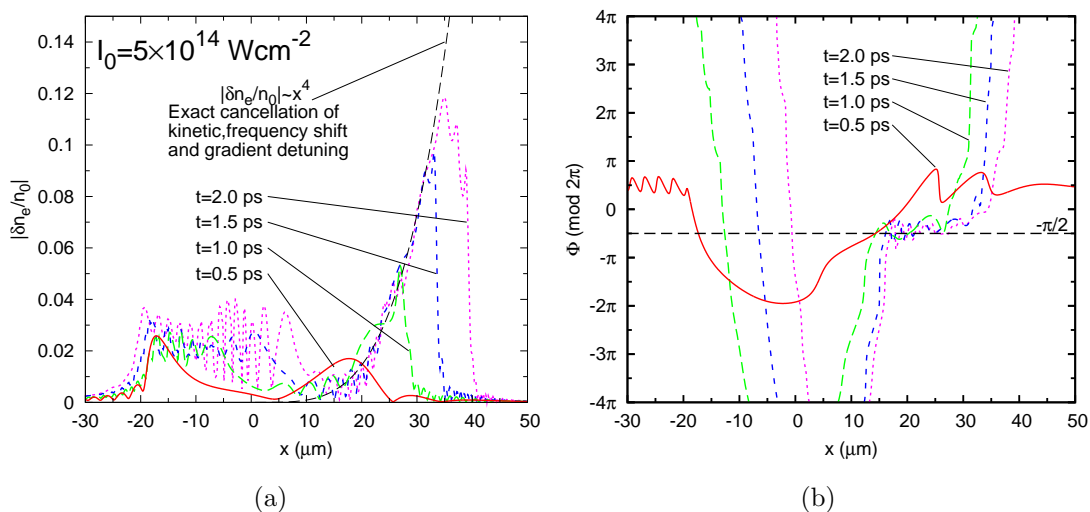 I₀=5×10¹⁴ Wcm⁻²
|δnₑ/n₀|~x⁴
Exact cancellation of
kinetic,frequency shift
and gradient detuning
t=2.0 ps
t=1.5 ps
t=1.0 ps
t=0.5 ps
|δnₑ/n₀|
0.14
0.12
0.1
0.08
0.06
0.04
0.02
0
-30 -20 -10 0 10 20 30 40 50
x (μm)
(a)
t=2.0 ps
t=1.5 ps
t=1.0 ps
t=0.5 ps
-π/2
Φ (mod 2π)
4π
3π
2π
π
0
-π
-2π
-3π
-4π
-30 -20 -10 0 10 20 30 40 50
x (μm)
(b)